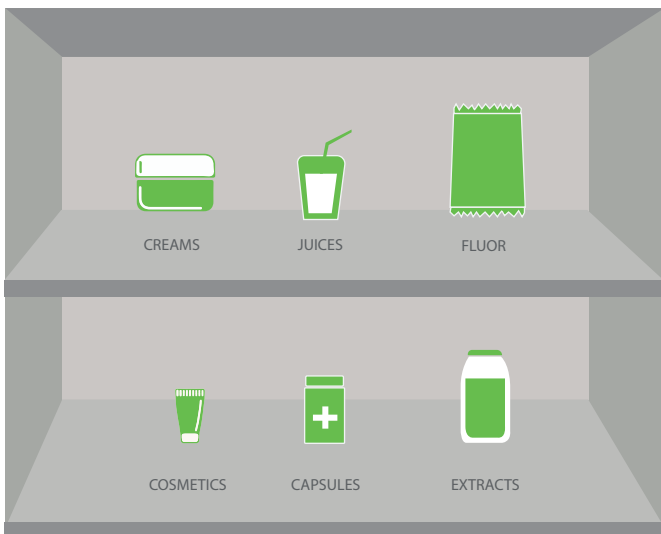 CREAMS
JUICES
FLUOR
COSMETICS
CAPSULES
EXTRACTS